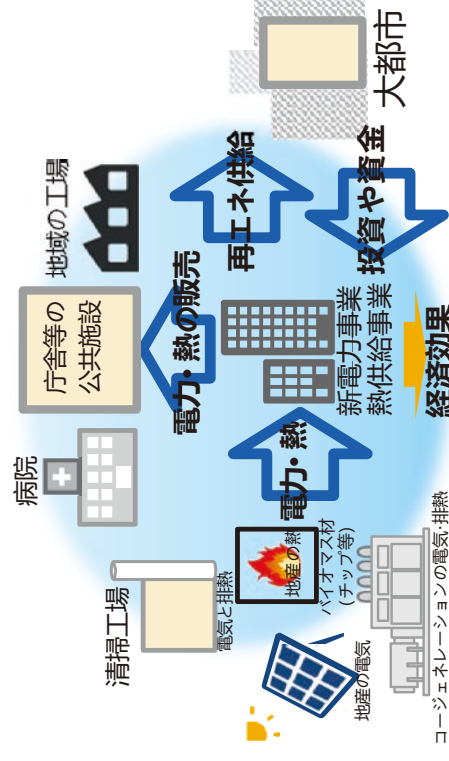 清掃工場
電気と排熱
病院
庁舎等の
公共施設
地域の工場
地産の電気
地産の熱
バイオマス材
（チップ等）
コージェネレーションの電気・排熱
電力・熱
電力・熱の販売
新電力事業
熱供給事業
再エネ供給
投資や資金
経済効果
大都市